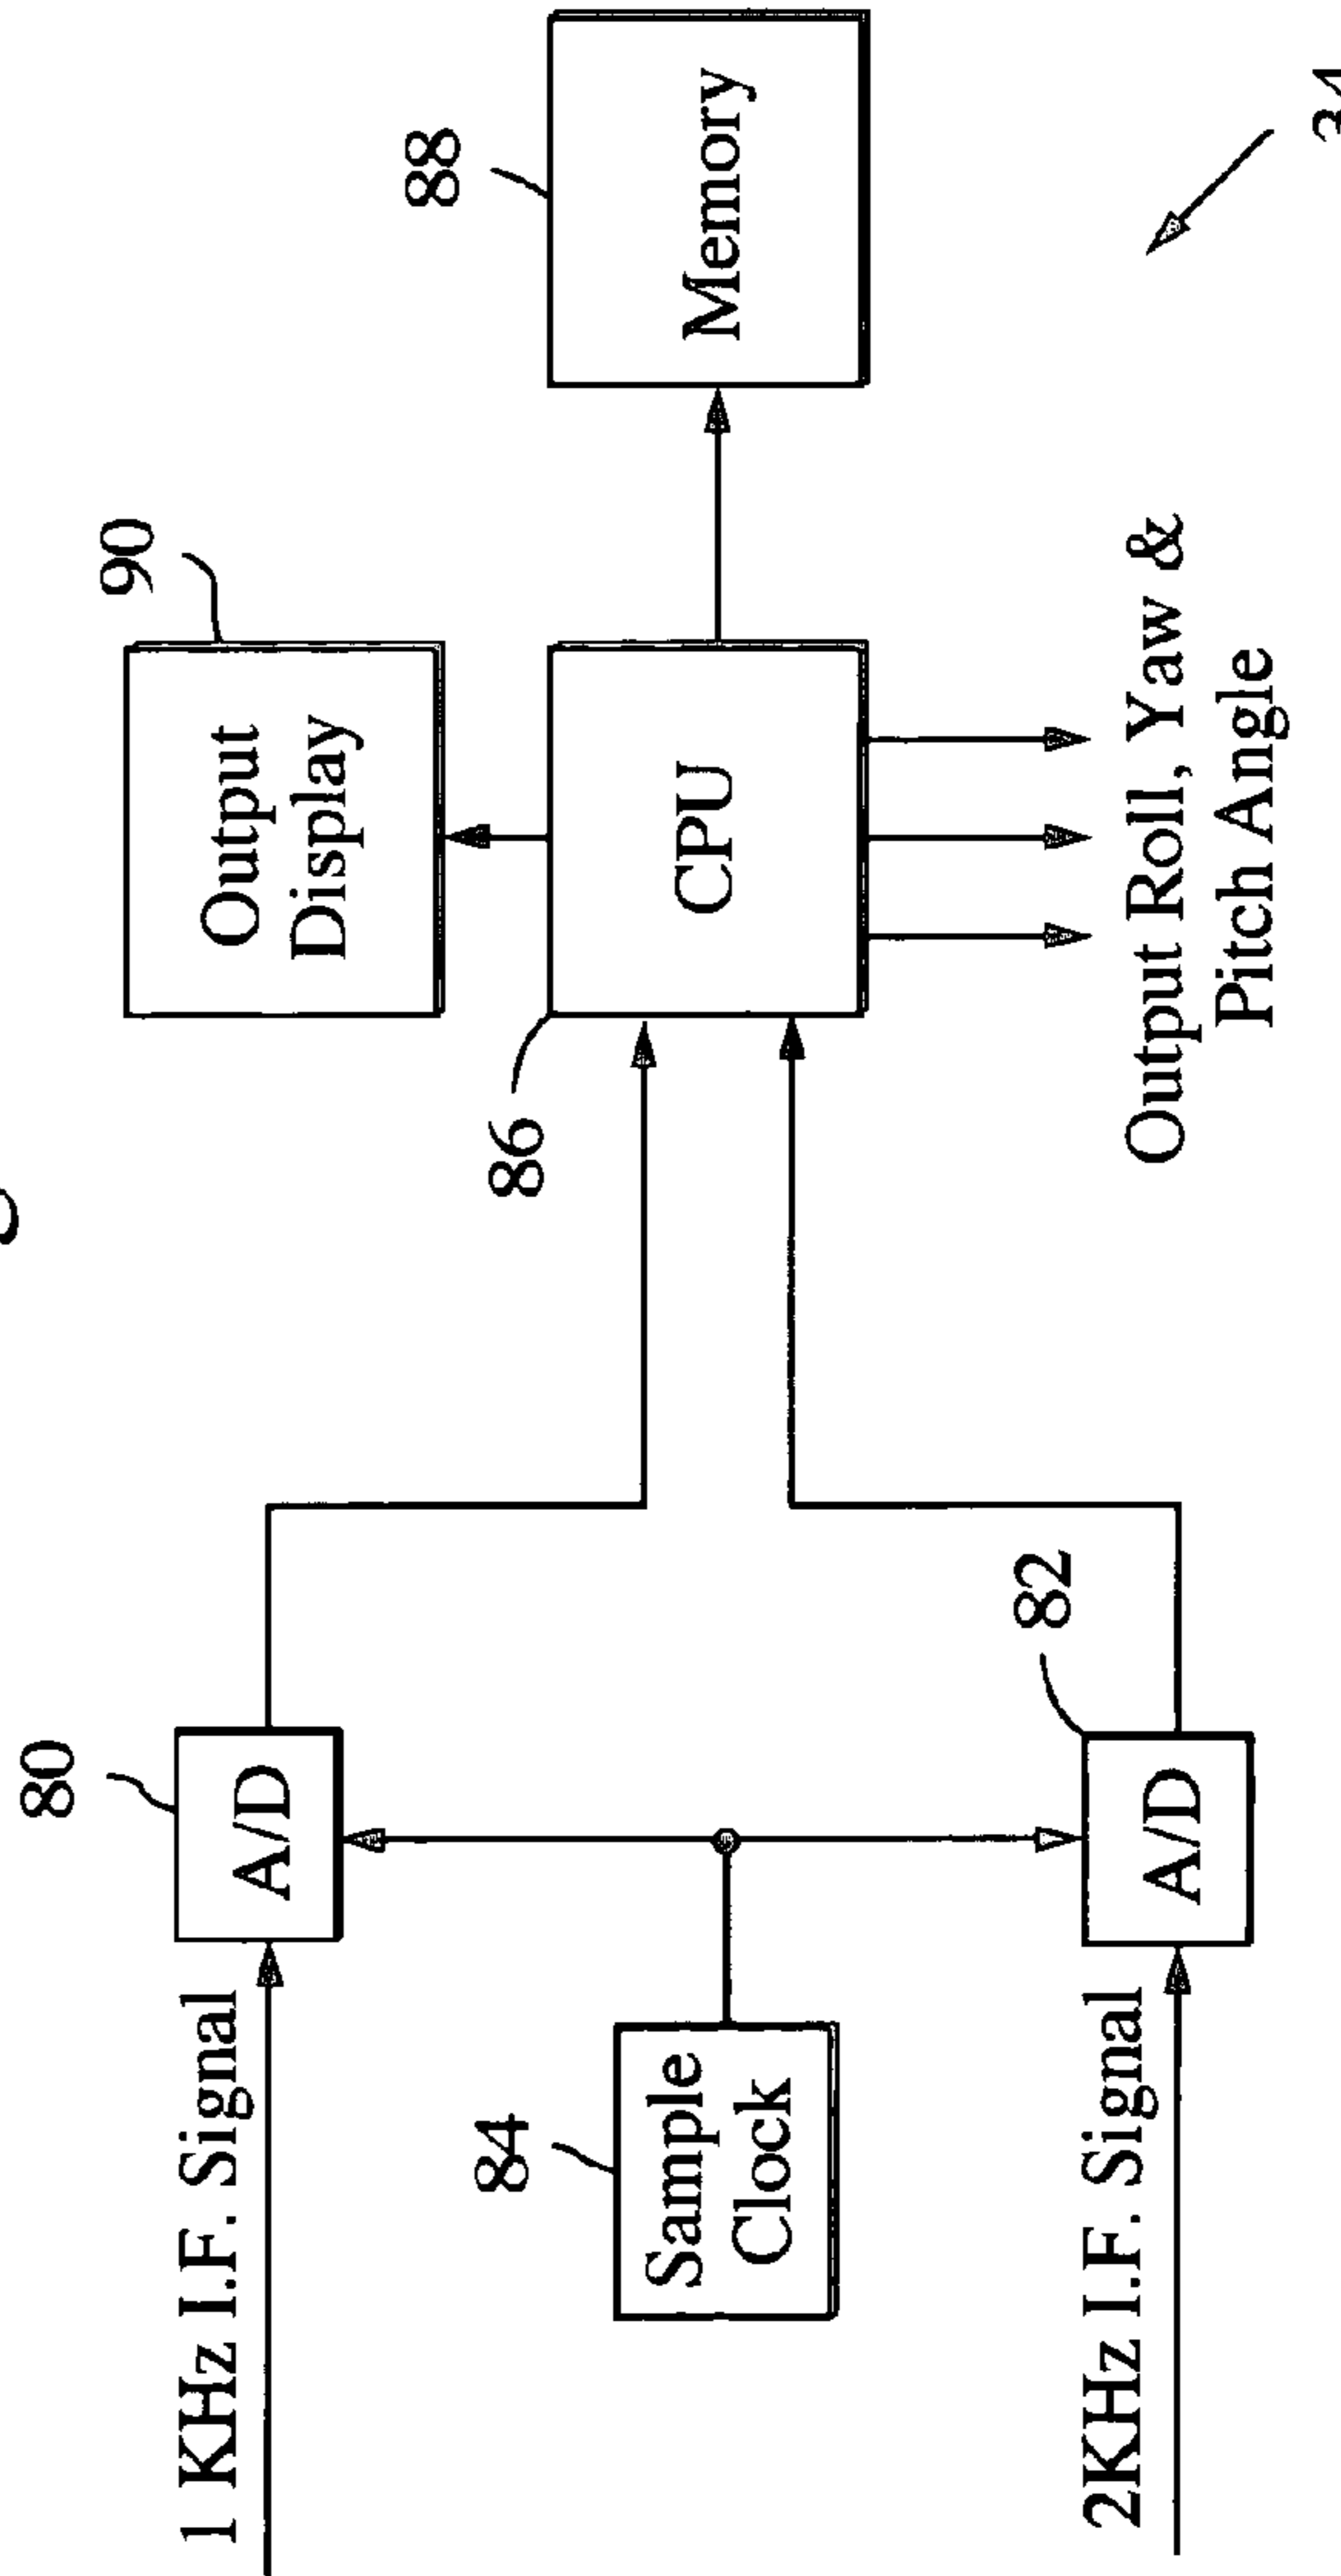 80
1 KHz I.F. Signal
A/D
84
Sample
Clock
82
2KHz I.F. Signal
A/D
90
Output
Display
86
CPU
88
Memory
Output Roll, Yaw &
Pitch Angle